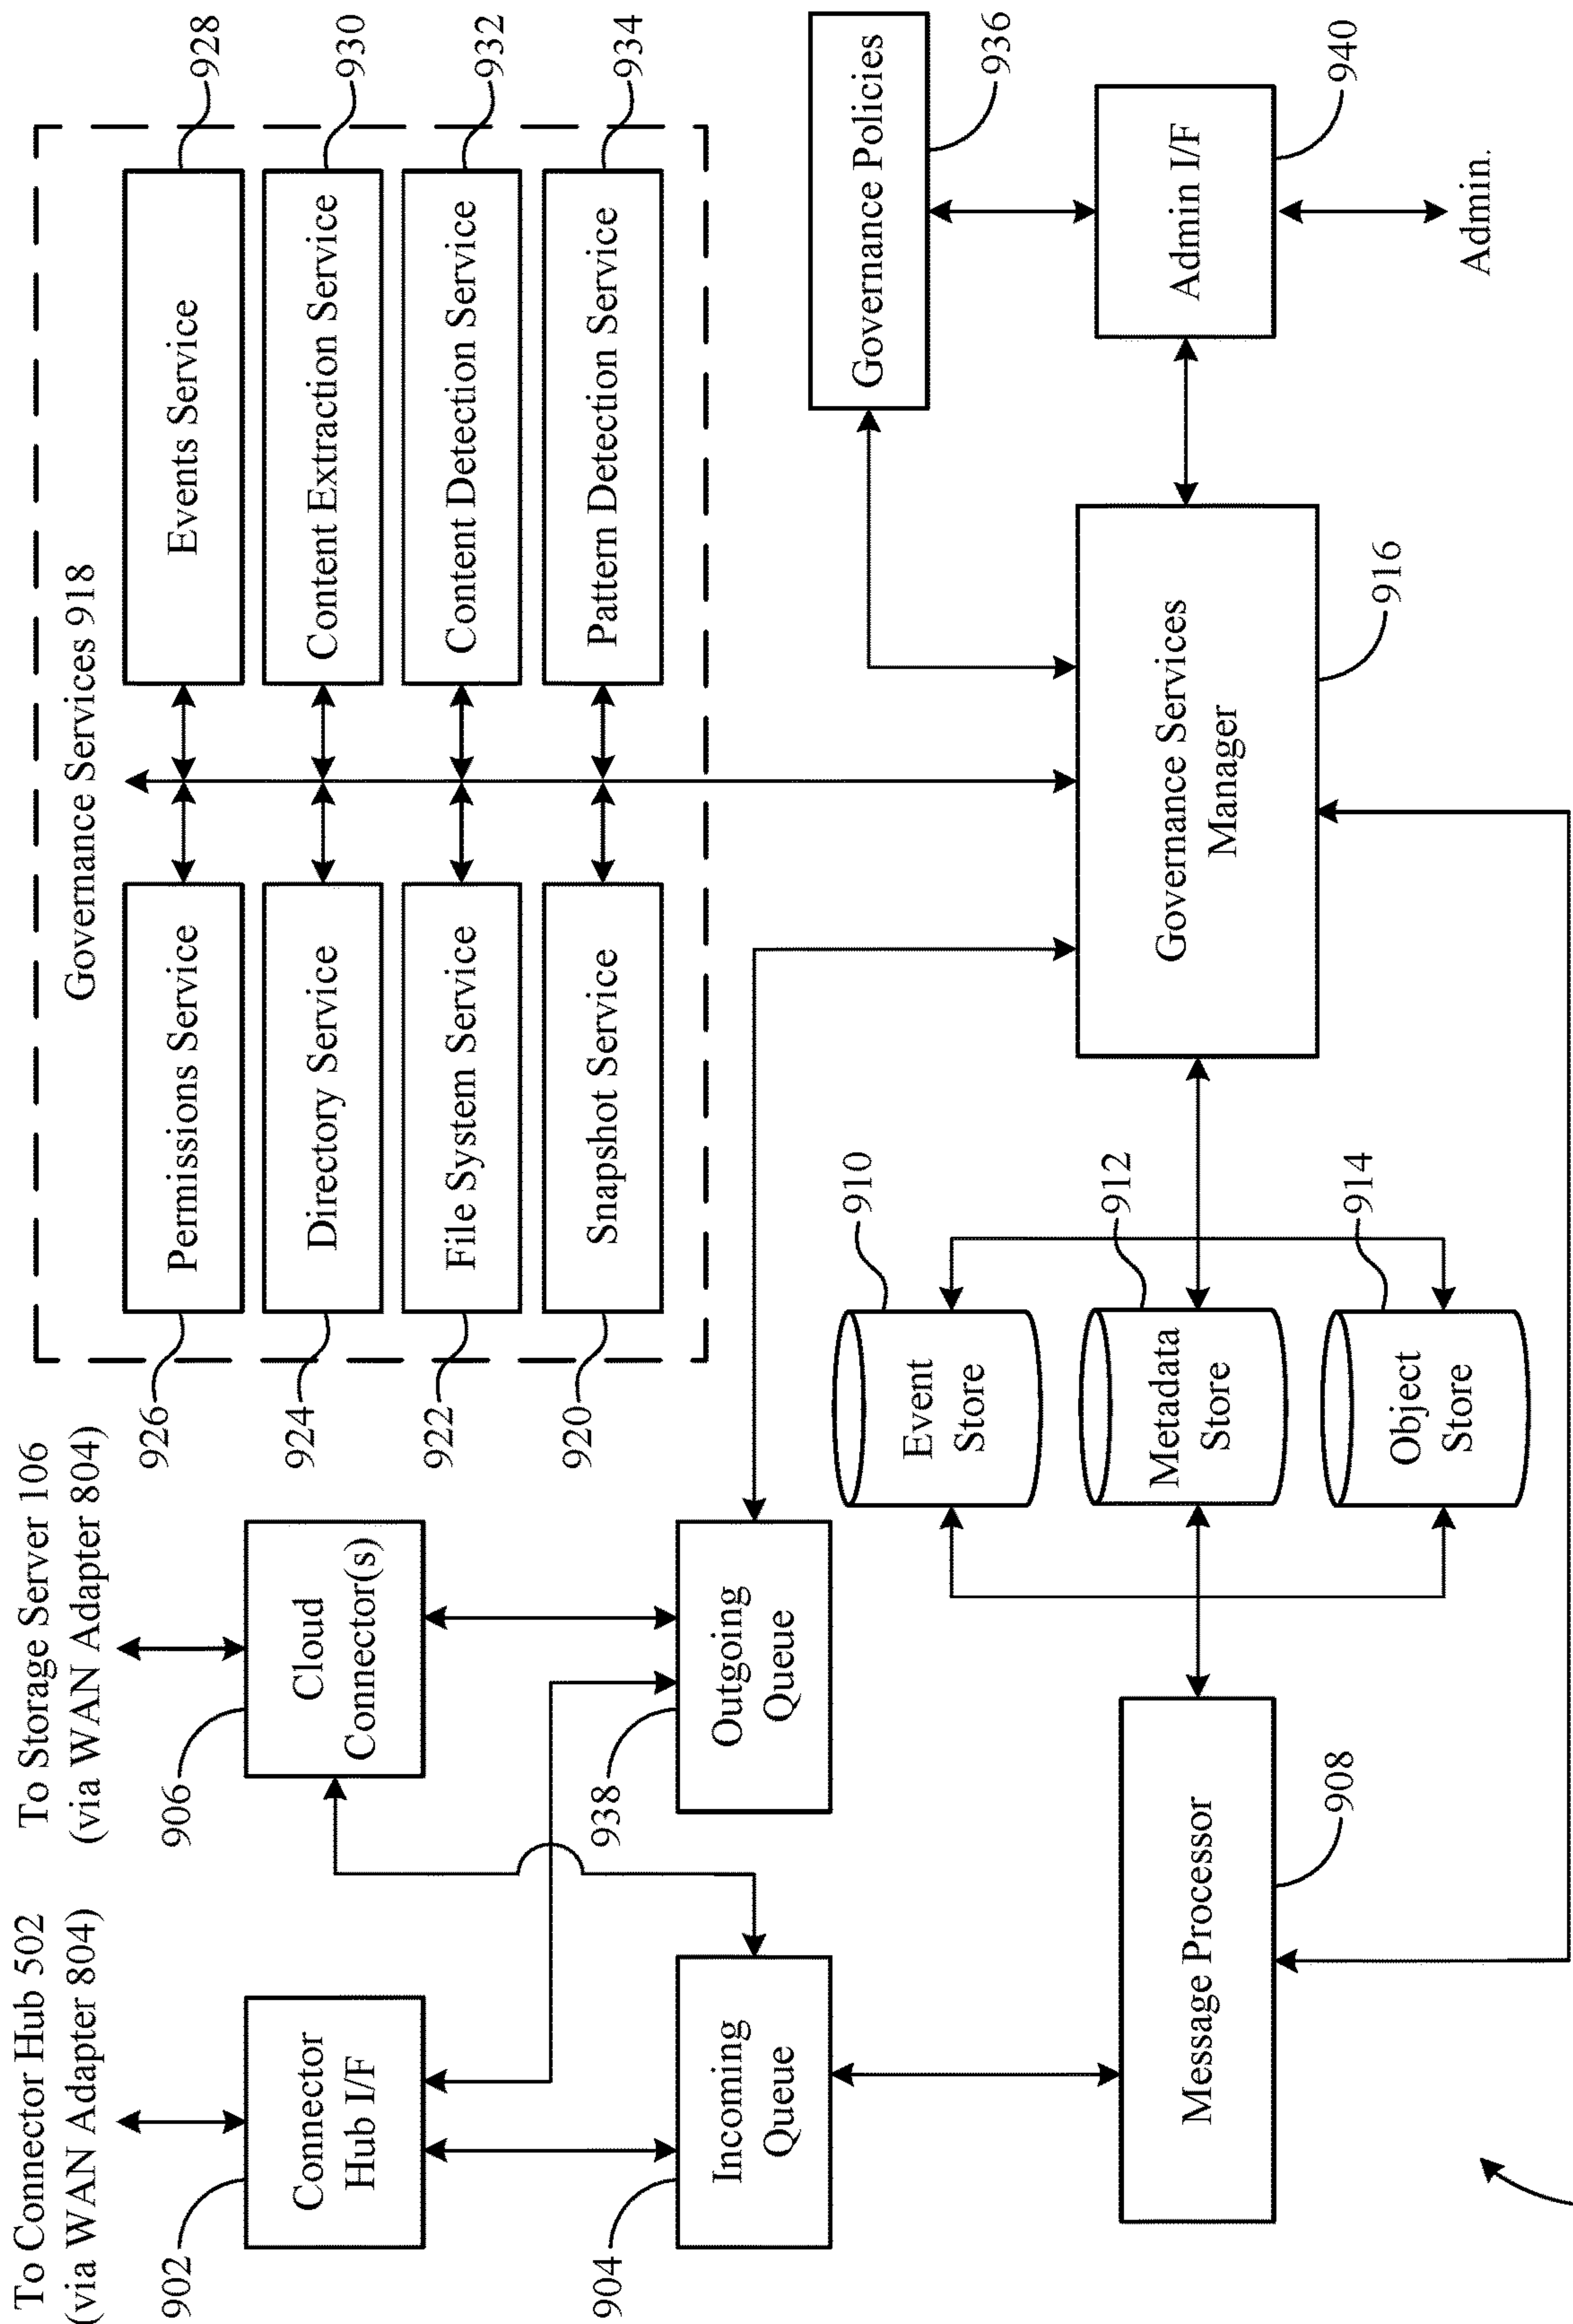 To Connector Hub 502
(via WAN Adapter 804)
To Storage Server 106
(via WAN Adapter 804)
902
Connector
Hub I/F
906
Cloud
Connector(s)
904
Incoming
Queue
938
Outgoing
Queue
Message Processor
908
Event
Store
910
Metadata
Store
912
Object
Store
914
Governance Services 918
926
Permissions Service
924
Directory Service
922
File System Service
920
Snapshot Service
Events Service
928
Content Extraction Service
930
Content Detection Service
932
Pattern Detection Service
934
Governance Services
Manager
916
Governance Policies
936
Admin I/F
940
Admin.